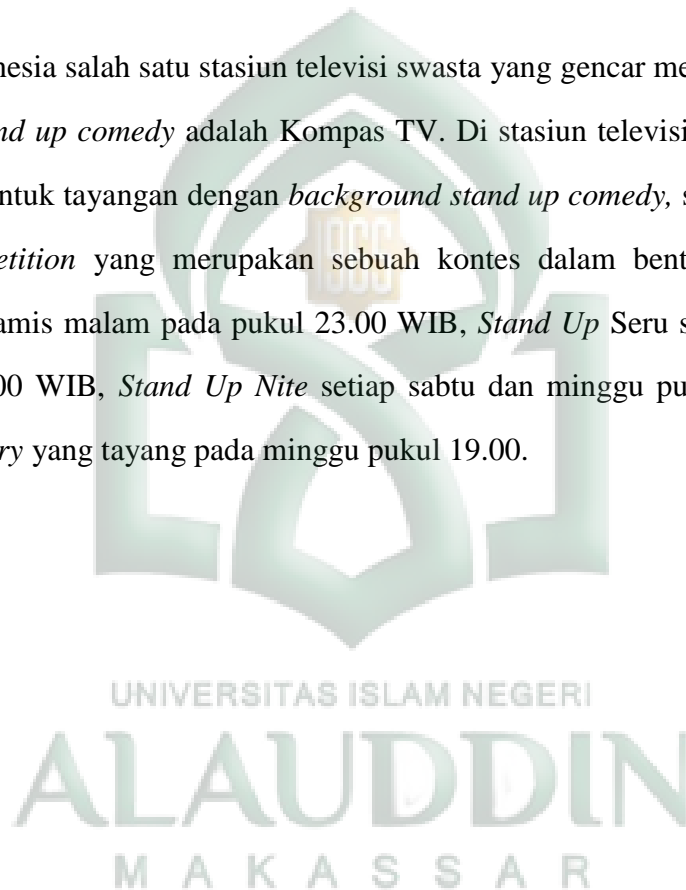 nesia salah satu stasiun televisi swasta yang gencar me
nd up comedy adalah Kompas TV. Di stasiun televisi
ntuk tayangan dengan background stand up comedy, s
etition yang merupakan sebuah kontes dalam bent
amis malam pada pukul 23.00 WIB, Stand Up Seru s
00 WIB, Stand Up Nite setiap sabtu dan minggu pu
ry yang tayang pada minggu pukul 19.00.
UNIVERSITAS ISLAM NEGERI
ALAUDDIN
MAKASSAR